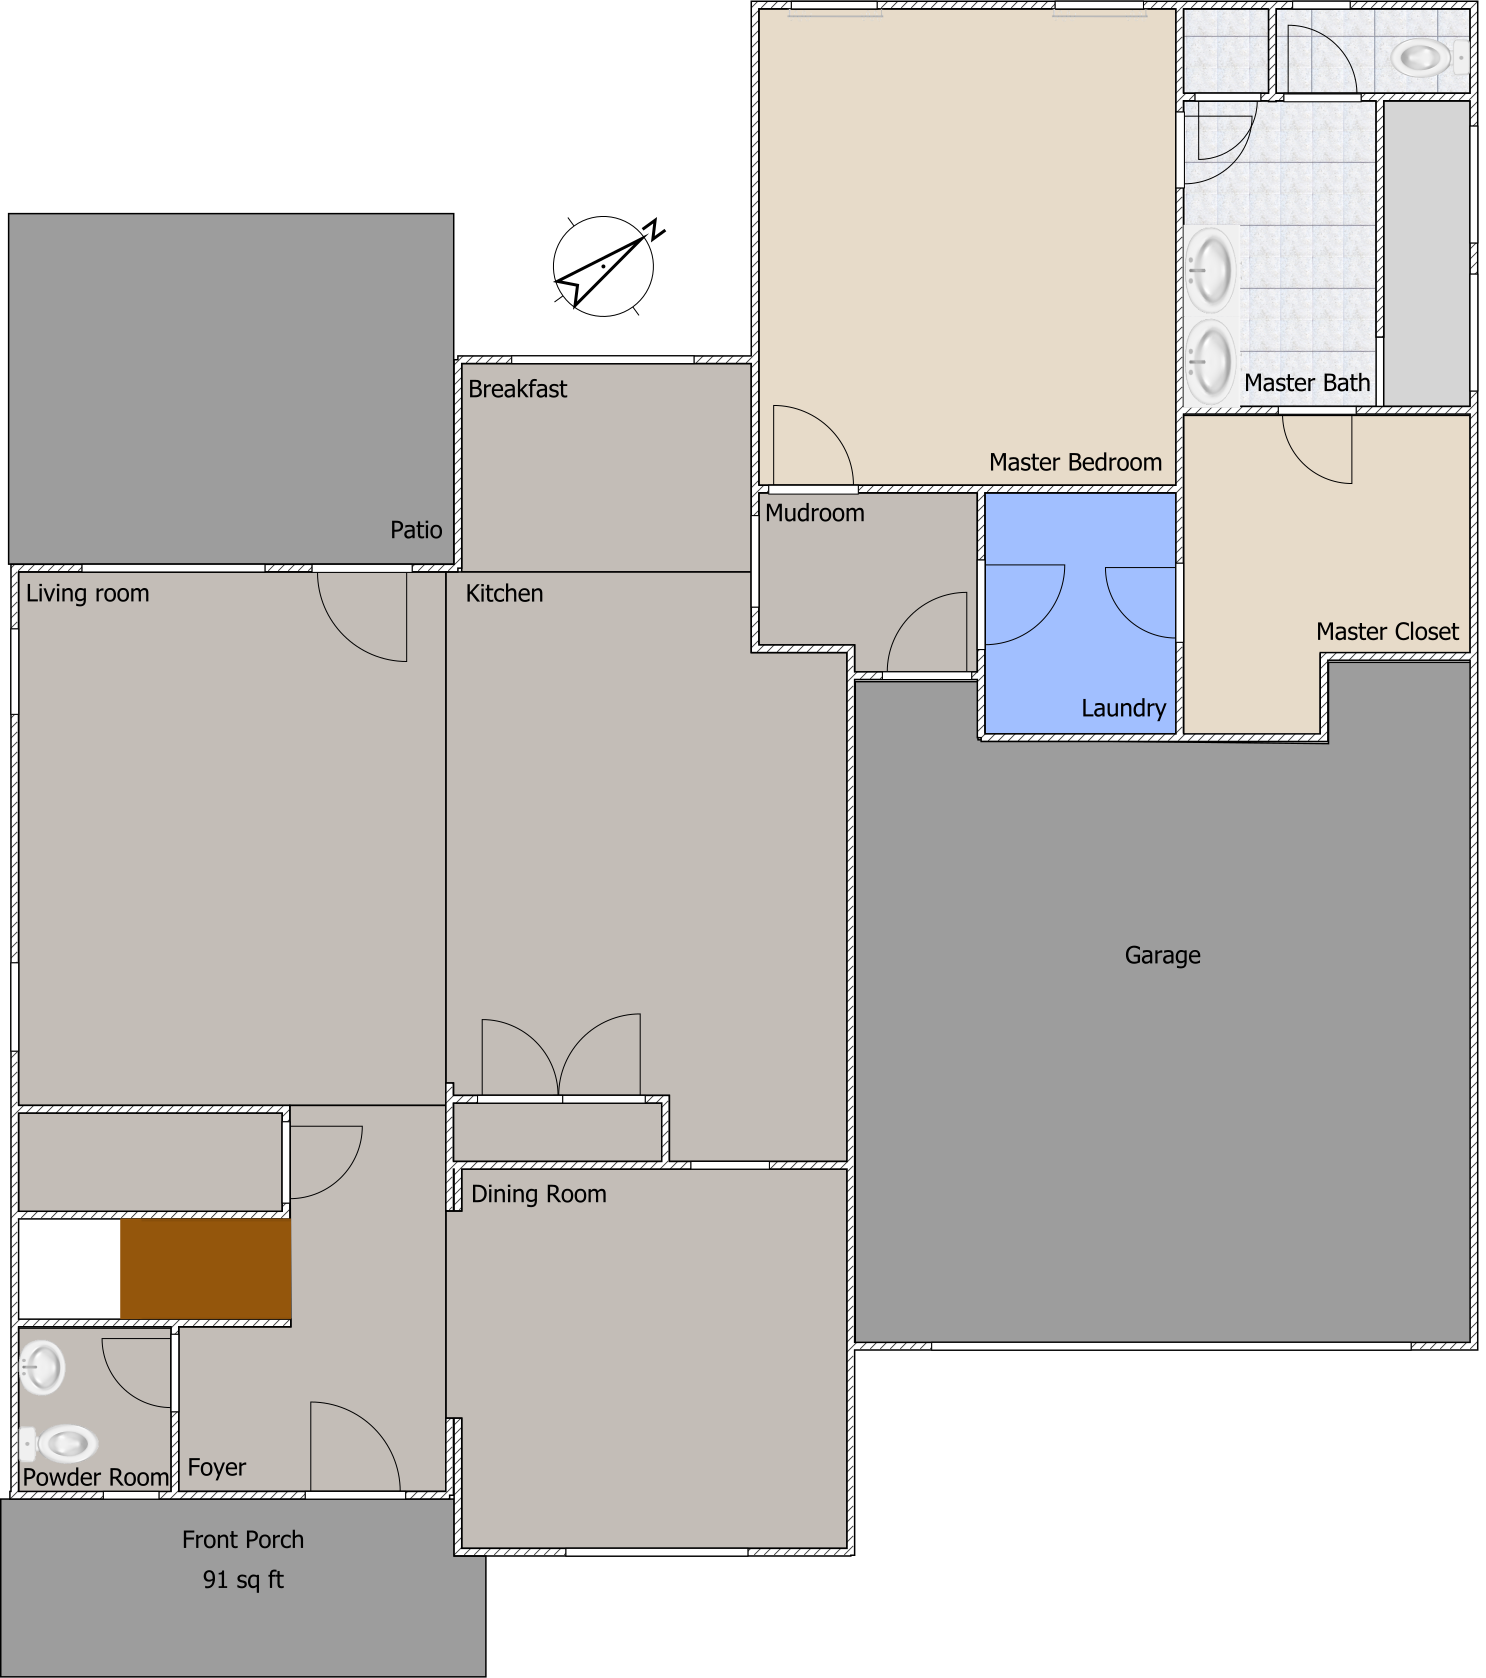 N
Breakfast
Master Bath
Master Bedroom
Mudroom
Patio
Living room
Kitchen
Master Closet
Laundry
Garage
Dining Room
Foyer
Powder Room
Front Porch
91 sq ft